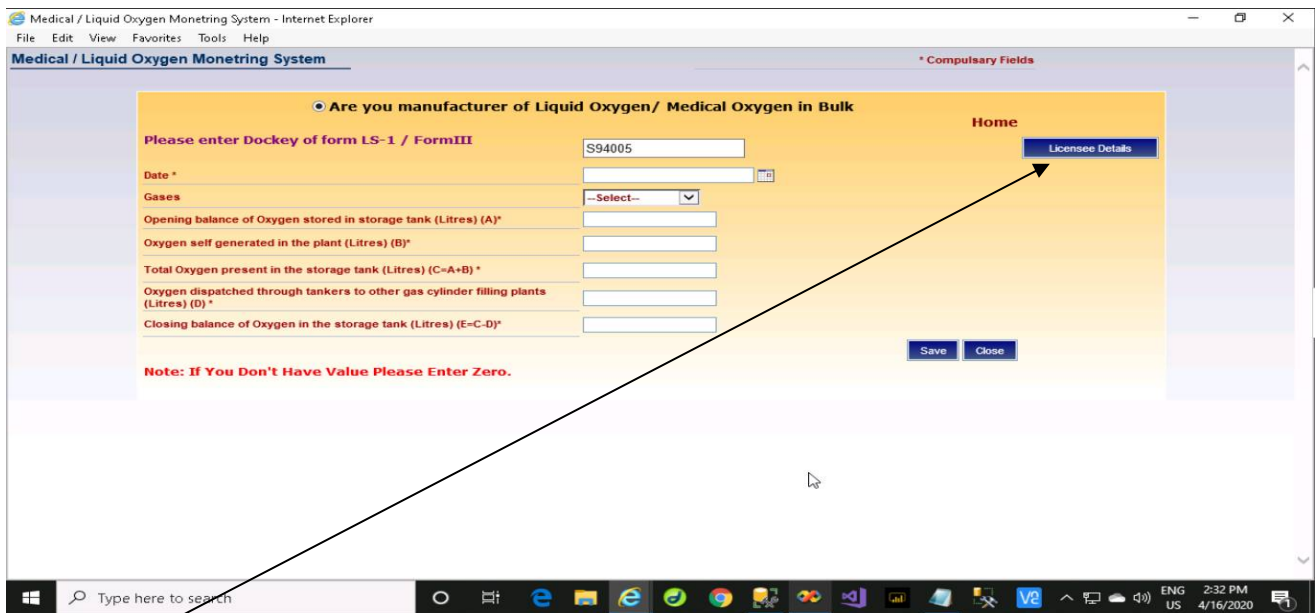 Medical / Liquid Oxygen Monetring System - Internet Explorer
File Edit View Favorites Tools Help
Medical / Liquid Oxygen Monetring System
* Compulsary Fields
Are you manufacturer of Liquid Oxygen/ Medical Oxygen in Bulk
Home
Please enter Dockey of form LS-1 / FormIII
S94005
Licensee Details
Date *
Gases
--Select--
Opening balance of Oxygen stored in storage tank (Litres) (A)*
Oxygen self generated in the plant (Litres) (B)*
Total Oxygen present in the storage tank (Litres) (C=A+B) *
Oxygen dispatched through tankers to other gas cylinder filling plants
(Litres) (D) *
Closing balance of Oxygen in the storage tank (Litres) (E=C-D)*
Save Close
Note: If You Don't Have Value Please Enter Zero.
Type here to search
ENG 2:32 PM
US 4/16/2020